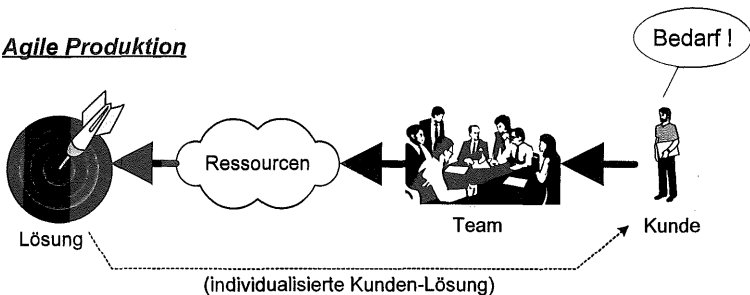 Agile Produktion
Bedarf !
Ressourcen
Lösung
Team
Kunde
(individualisierte Kunden-Lösung)